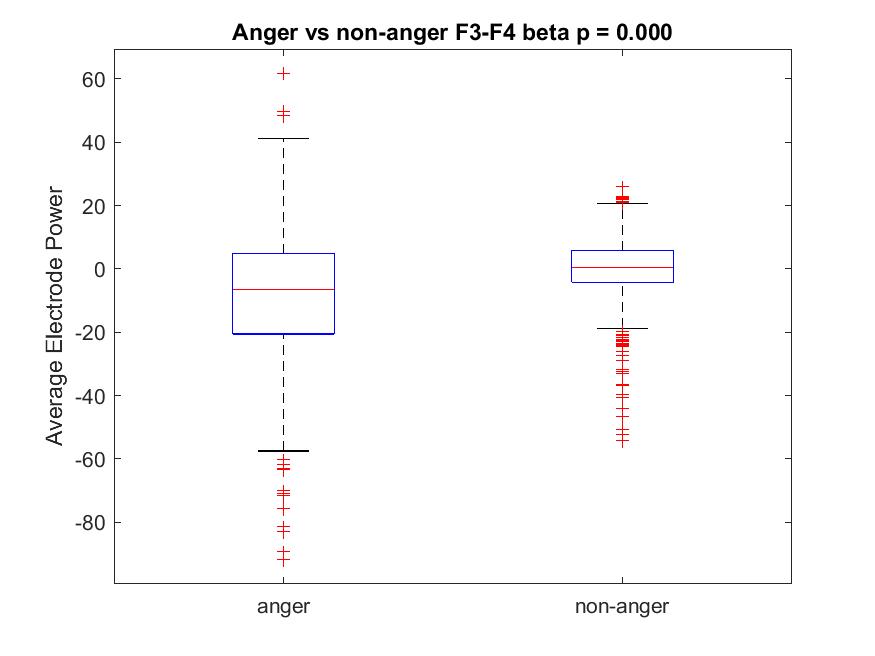 Anger vs non-anger F3-F4 beta p = 0.000
Average Electrode Power
60
40
20
0
-20
-40
-60
-80
anger
non-anger